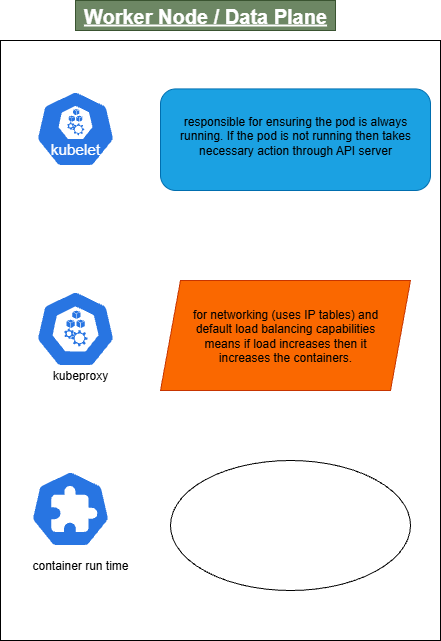 Worker Node / Data Plane
kubelet
responsible for ensuring the pod is always
running. If the pod is not running then takes
necessary action through API server
for networking (uses IP tables) and
default load balancing capabilities
means if load increases then it
increases the containers.
kubeproxy
container run time